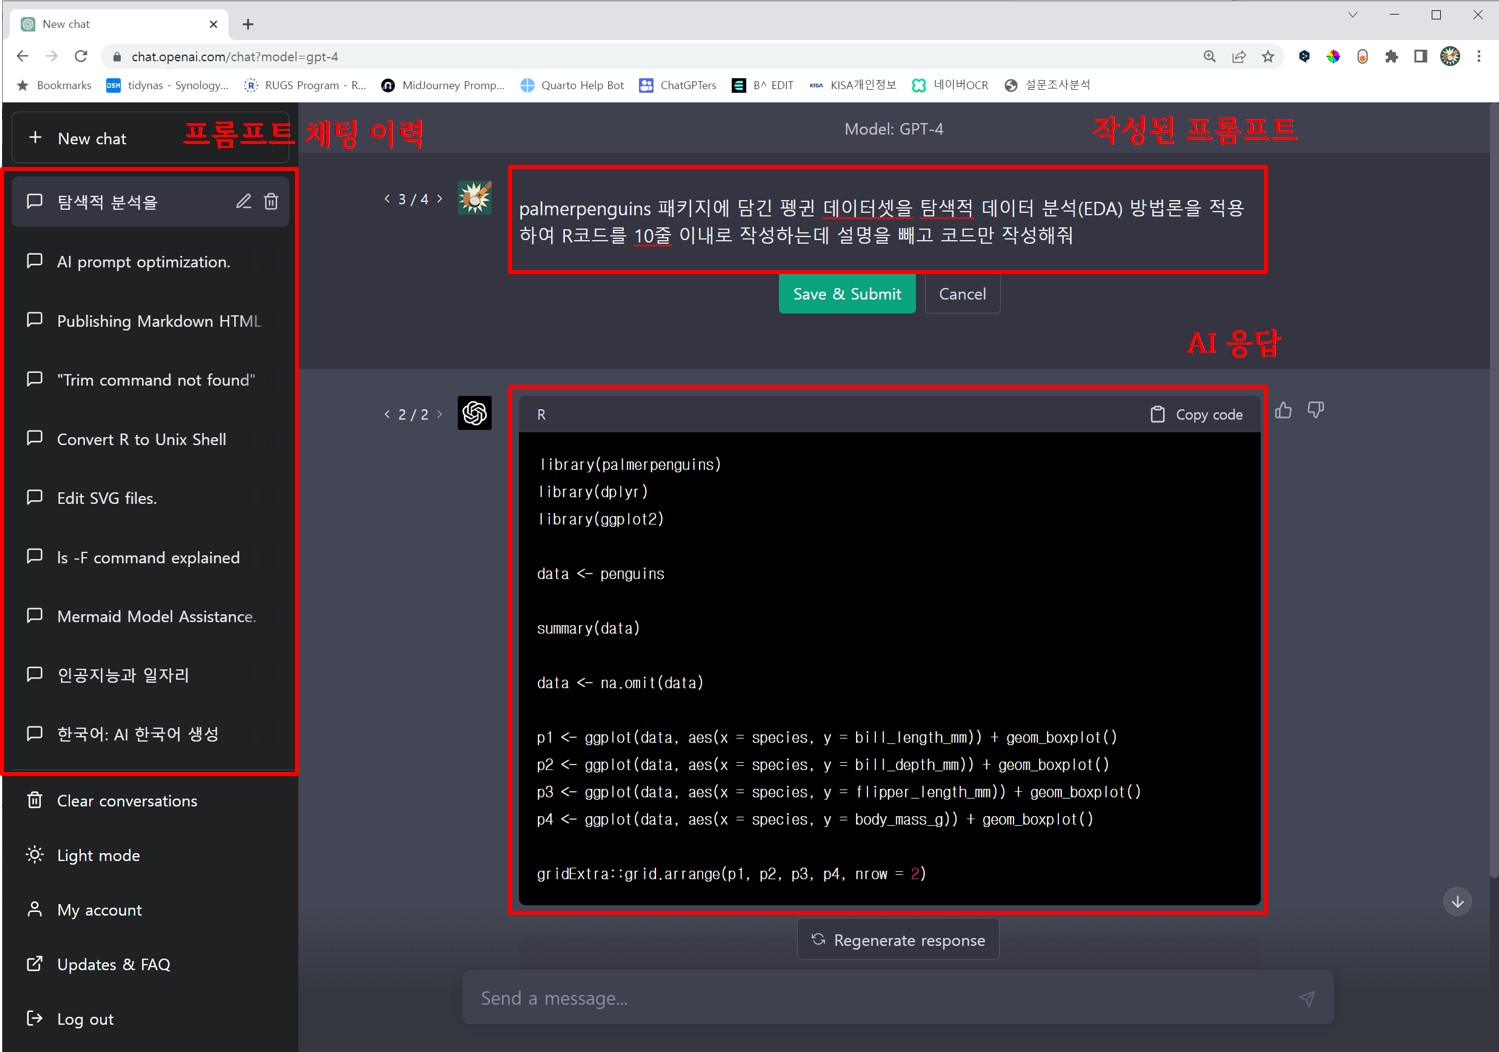 New chat
chat.openai.com/chat?model=gpt-4
Bookmarks
DSM
tidynas - Synology...
R
RUGS Program - R...
MidJourney Promp...
Quarto Help Bot
ChatGPTers
B^ EDIT
KISA
KISA개인정보
네이버OCR
설문조사분석
New chat
프롬프트 채팅 이력
탐색적 분석을
AI prompt optimization.
Publishing Markdown HTML
"Trim command not found"
Convert R to Unix Shell
Edit SVG files.
ls -F command explained
Mermaid Model Assistance.
인공지능과 일자리
한국어: AI 한국어 생성
Clear conversations
Light mode
My account
Updates & FAQ
Log out
Model: GPT-4
작성된 프롬프트
< 3 / 4 >
palmerpenguins 패키지에 담긴 펭귄 데이터셋을 탐색적 데이터 분석(EDA) 방법론을 적용
하여 R코드를 10줄 이내로 작성하는데 설명을 빼고 코드만 작성해줘
Save & Submit
Cancel
AI 응답
< 2 / 2 >
R
Copy code
library(palmerpenguins)
library(dplyr)
library(ggplot2)
data <- penguins
summary(data)
data <- na.omit(data)
p1 <- ggplot(data, aes(x = species, y = bill_length_mm)) + geom_boxplot()
p2 <- ggplot(data, aes(x = species, y = bill_depth_mm)) + geom_boxplot()
p3 <- ggplot(data, aes(x = species, y = flipper_length_mm)) + geom_boxplot()
p4 <- ggplot(data, aes(x = species, y = body_mass_g)) + geom_boxplot()
gridExtra::grid.arrange(p1, p2, p3, p4, nrow = 2)
Regenerate response
Send a message...